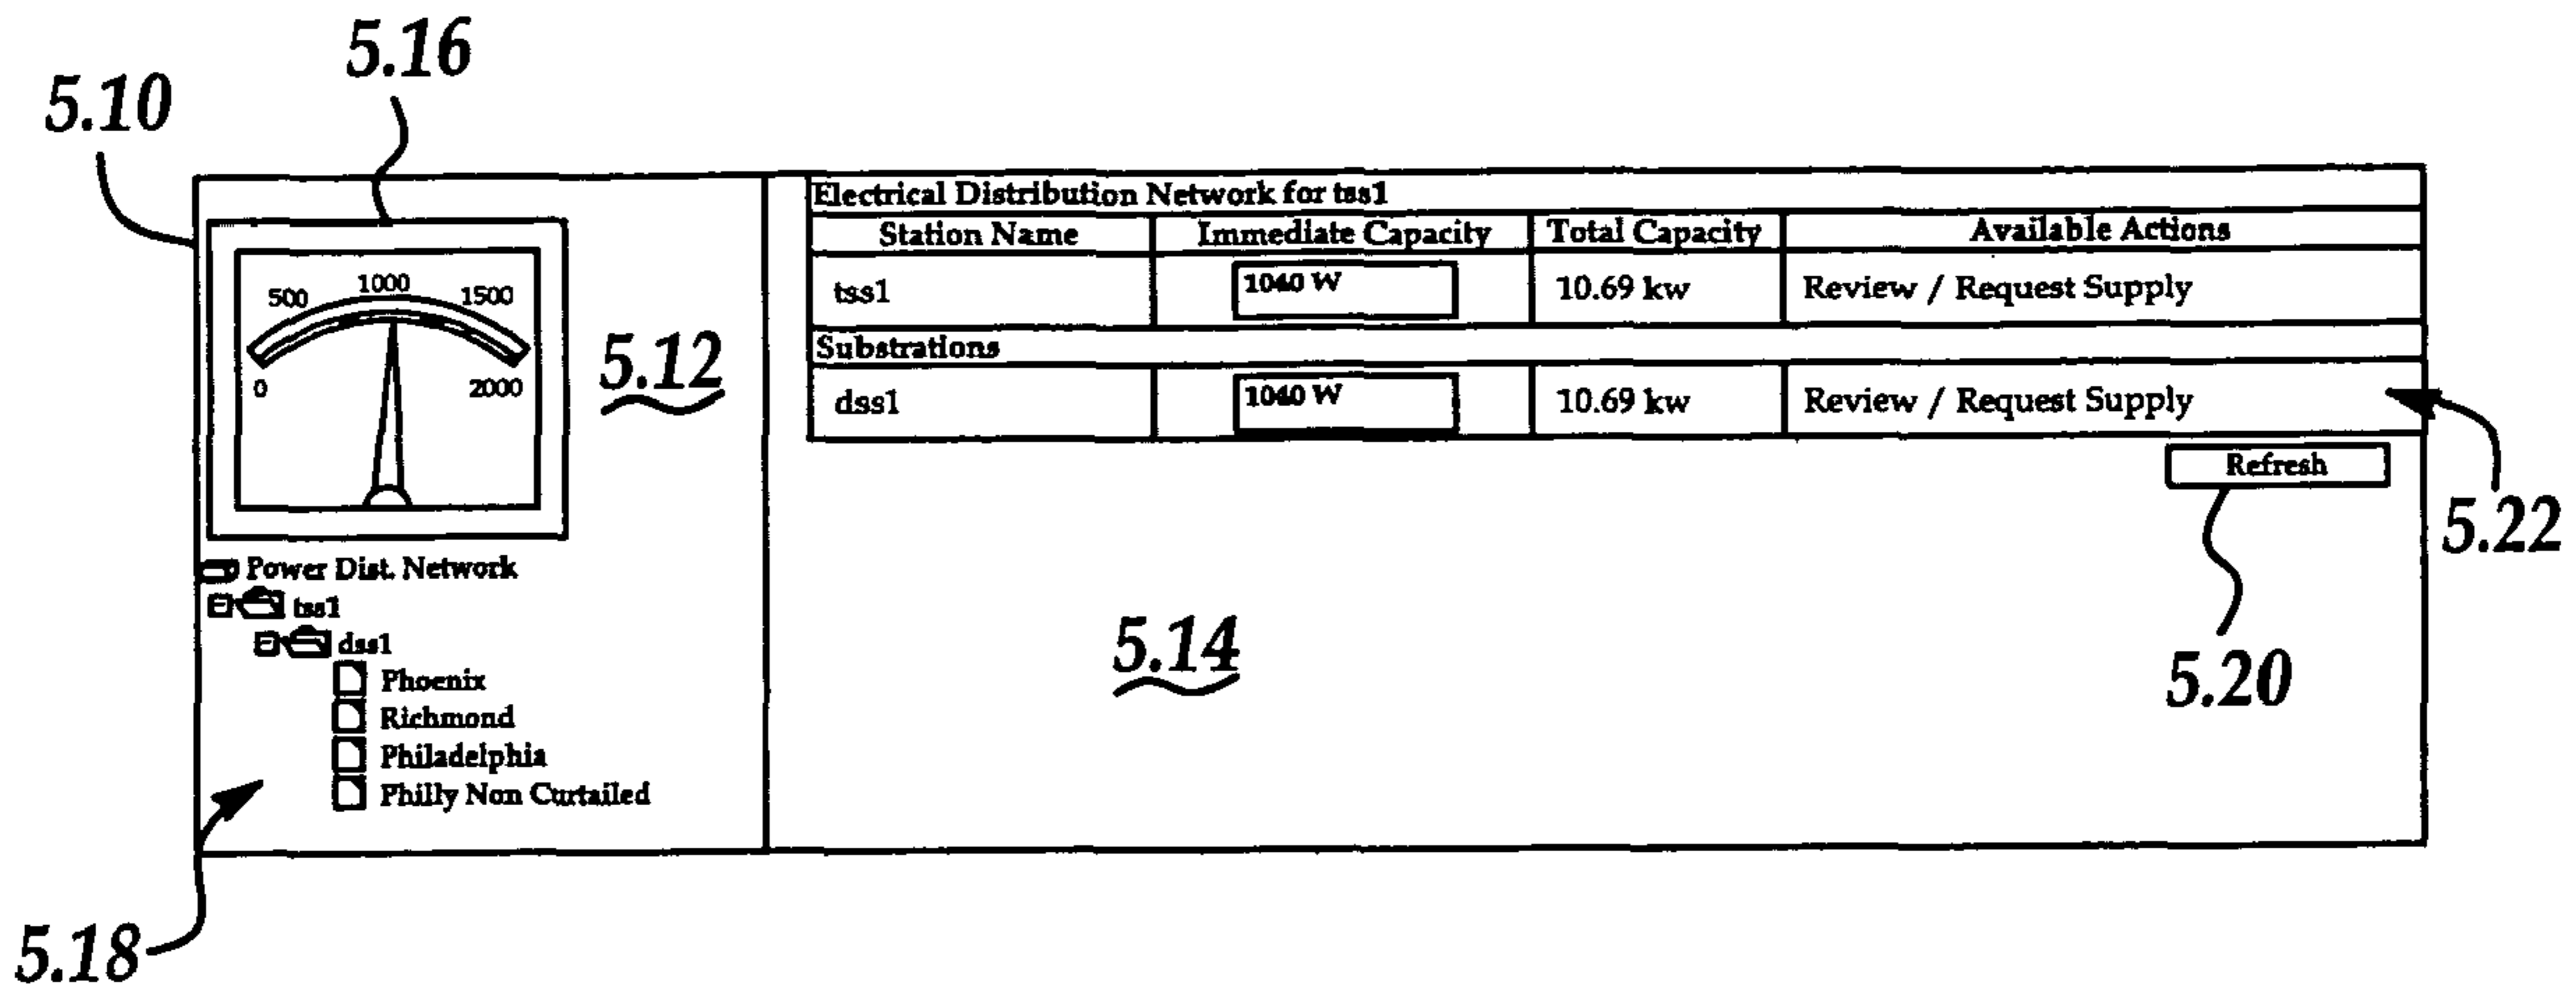 5.16
5.10
Electrical Distribution Network for tss1
Station Name Immediate Capacity Total Capacity Available Actions
tss1 1040 W 10.69 kw Review / Request Supply
Substrations
dss1 1040 W 10.69 kw Review / Request Supply
Refresh
500 1000 1500
0 2000
5.12
Power Dist. Network
tss1
dss1
Phoenix
Richmond
Philadelphia
Philly Non Curtailed
5.14
5.22
5.20
5.18